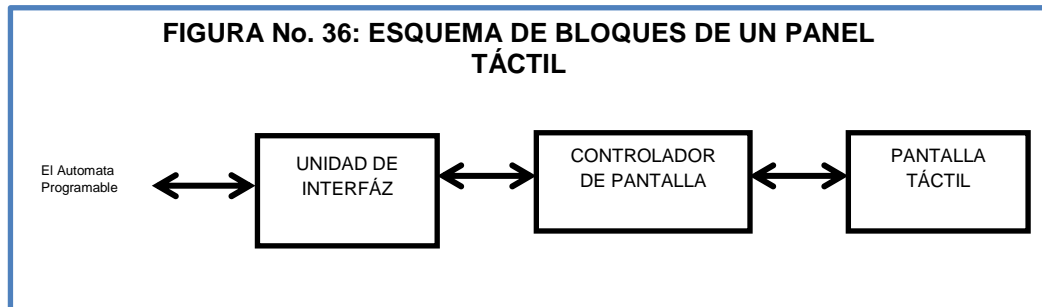 FIGURA No. 36: ESQUEMA DE BLOQUES DE UN PANEL
TÁCTIL
El Automata
Programable
UNIDAD DE
INTERFÁZ
CONTROLADOR
DE PANTALLA
PANTALLA
TÁCTIL